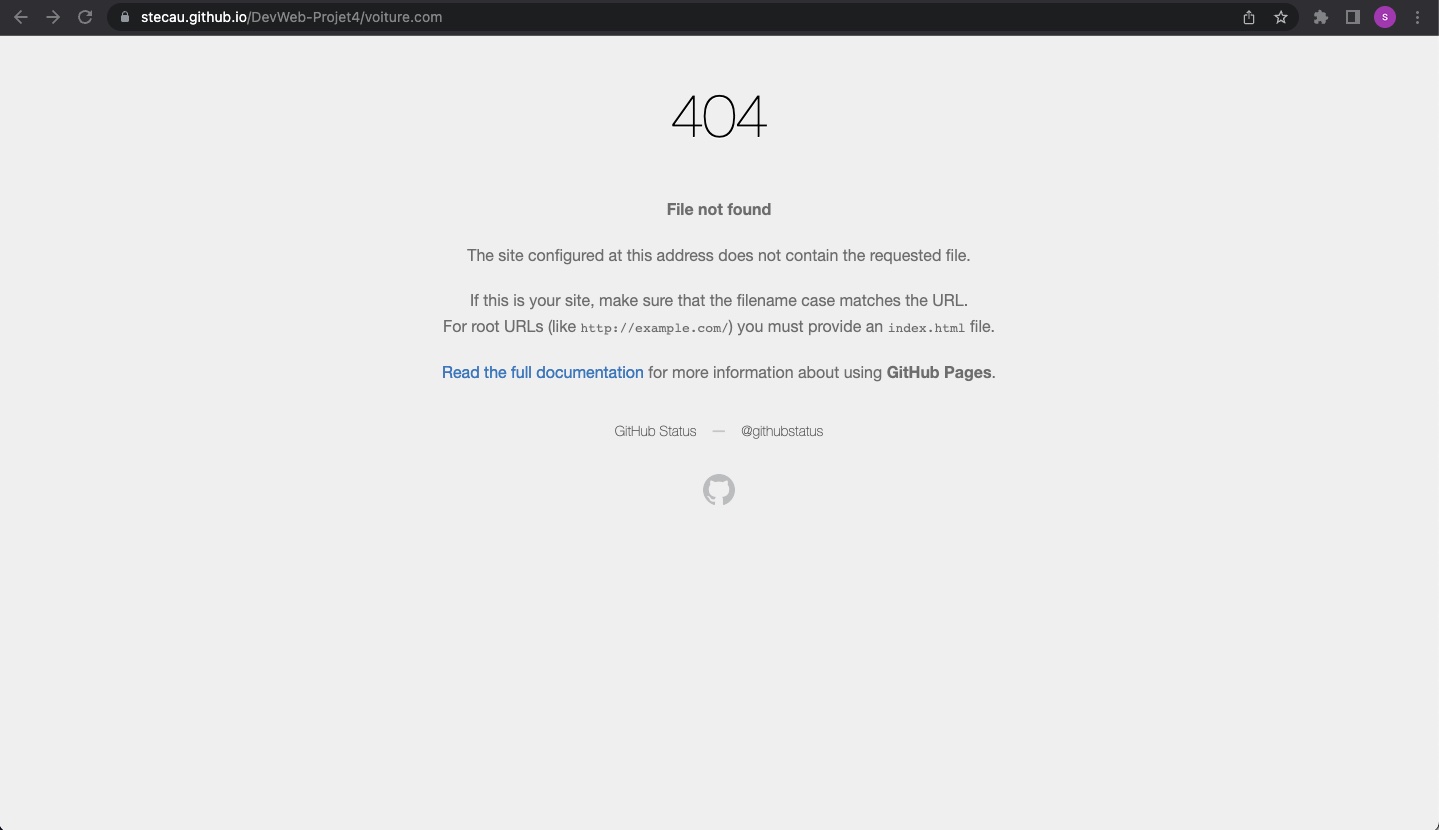 stecau.github.io/DevWeb-Projet4/voiture.com
S
404
File not found
The site configured at this address does not contain the requested file.
If this is your site, make sure that the filename case matches the URL.
For root URLs (like http://example.com/) you must provide an index.html file.
Read the full documentation for more information about using GitHub Pages.
GitHub Status — @githubstatus